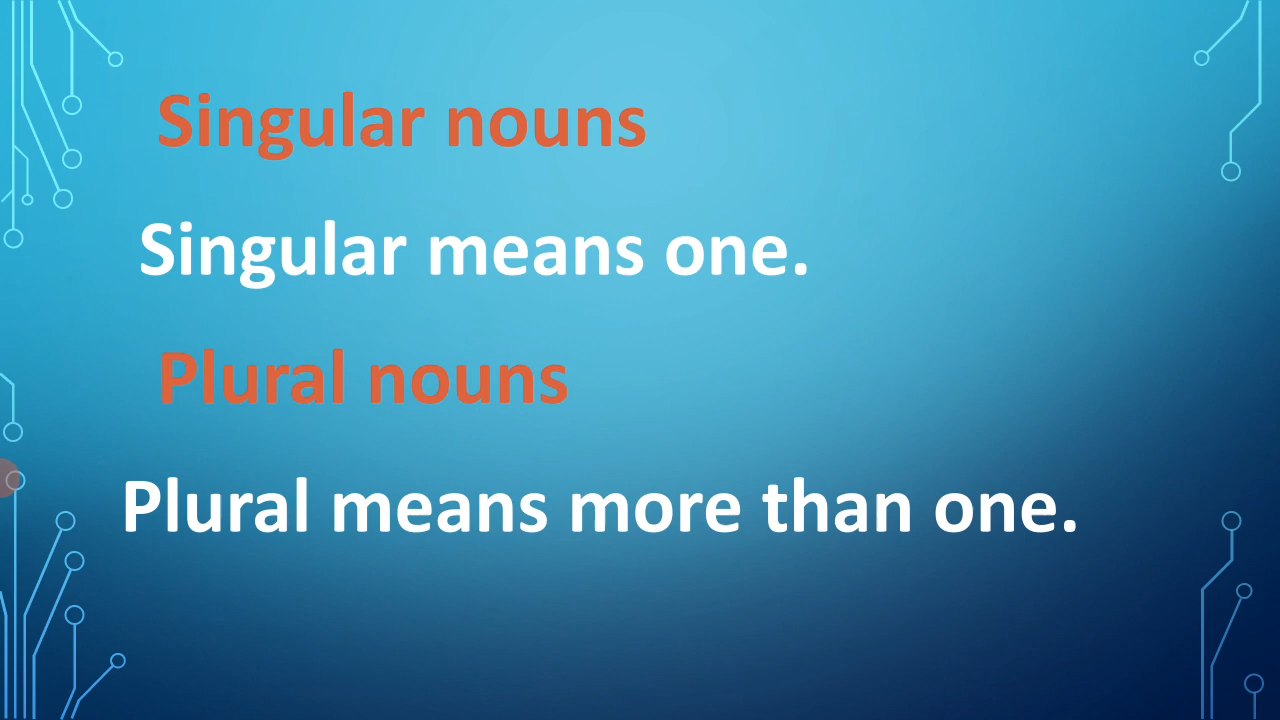 Singular nouns
Singular means one.
Plural nouns
Plural means more than one.